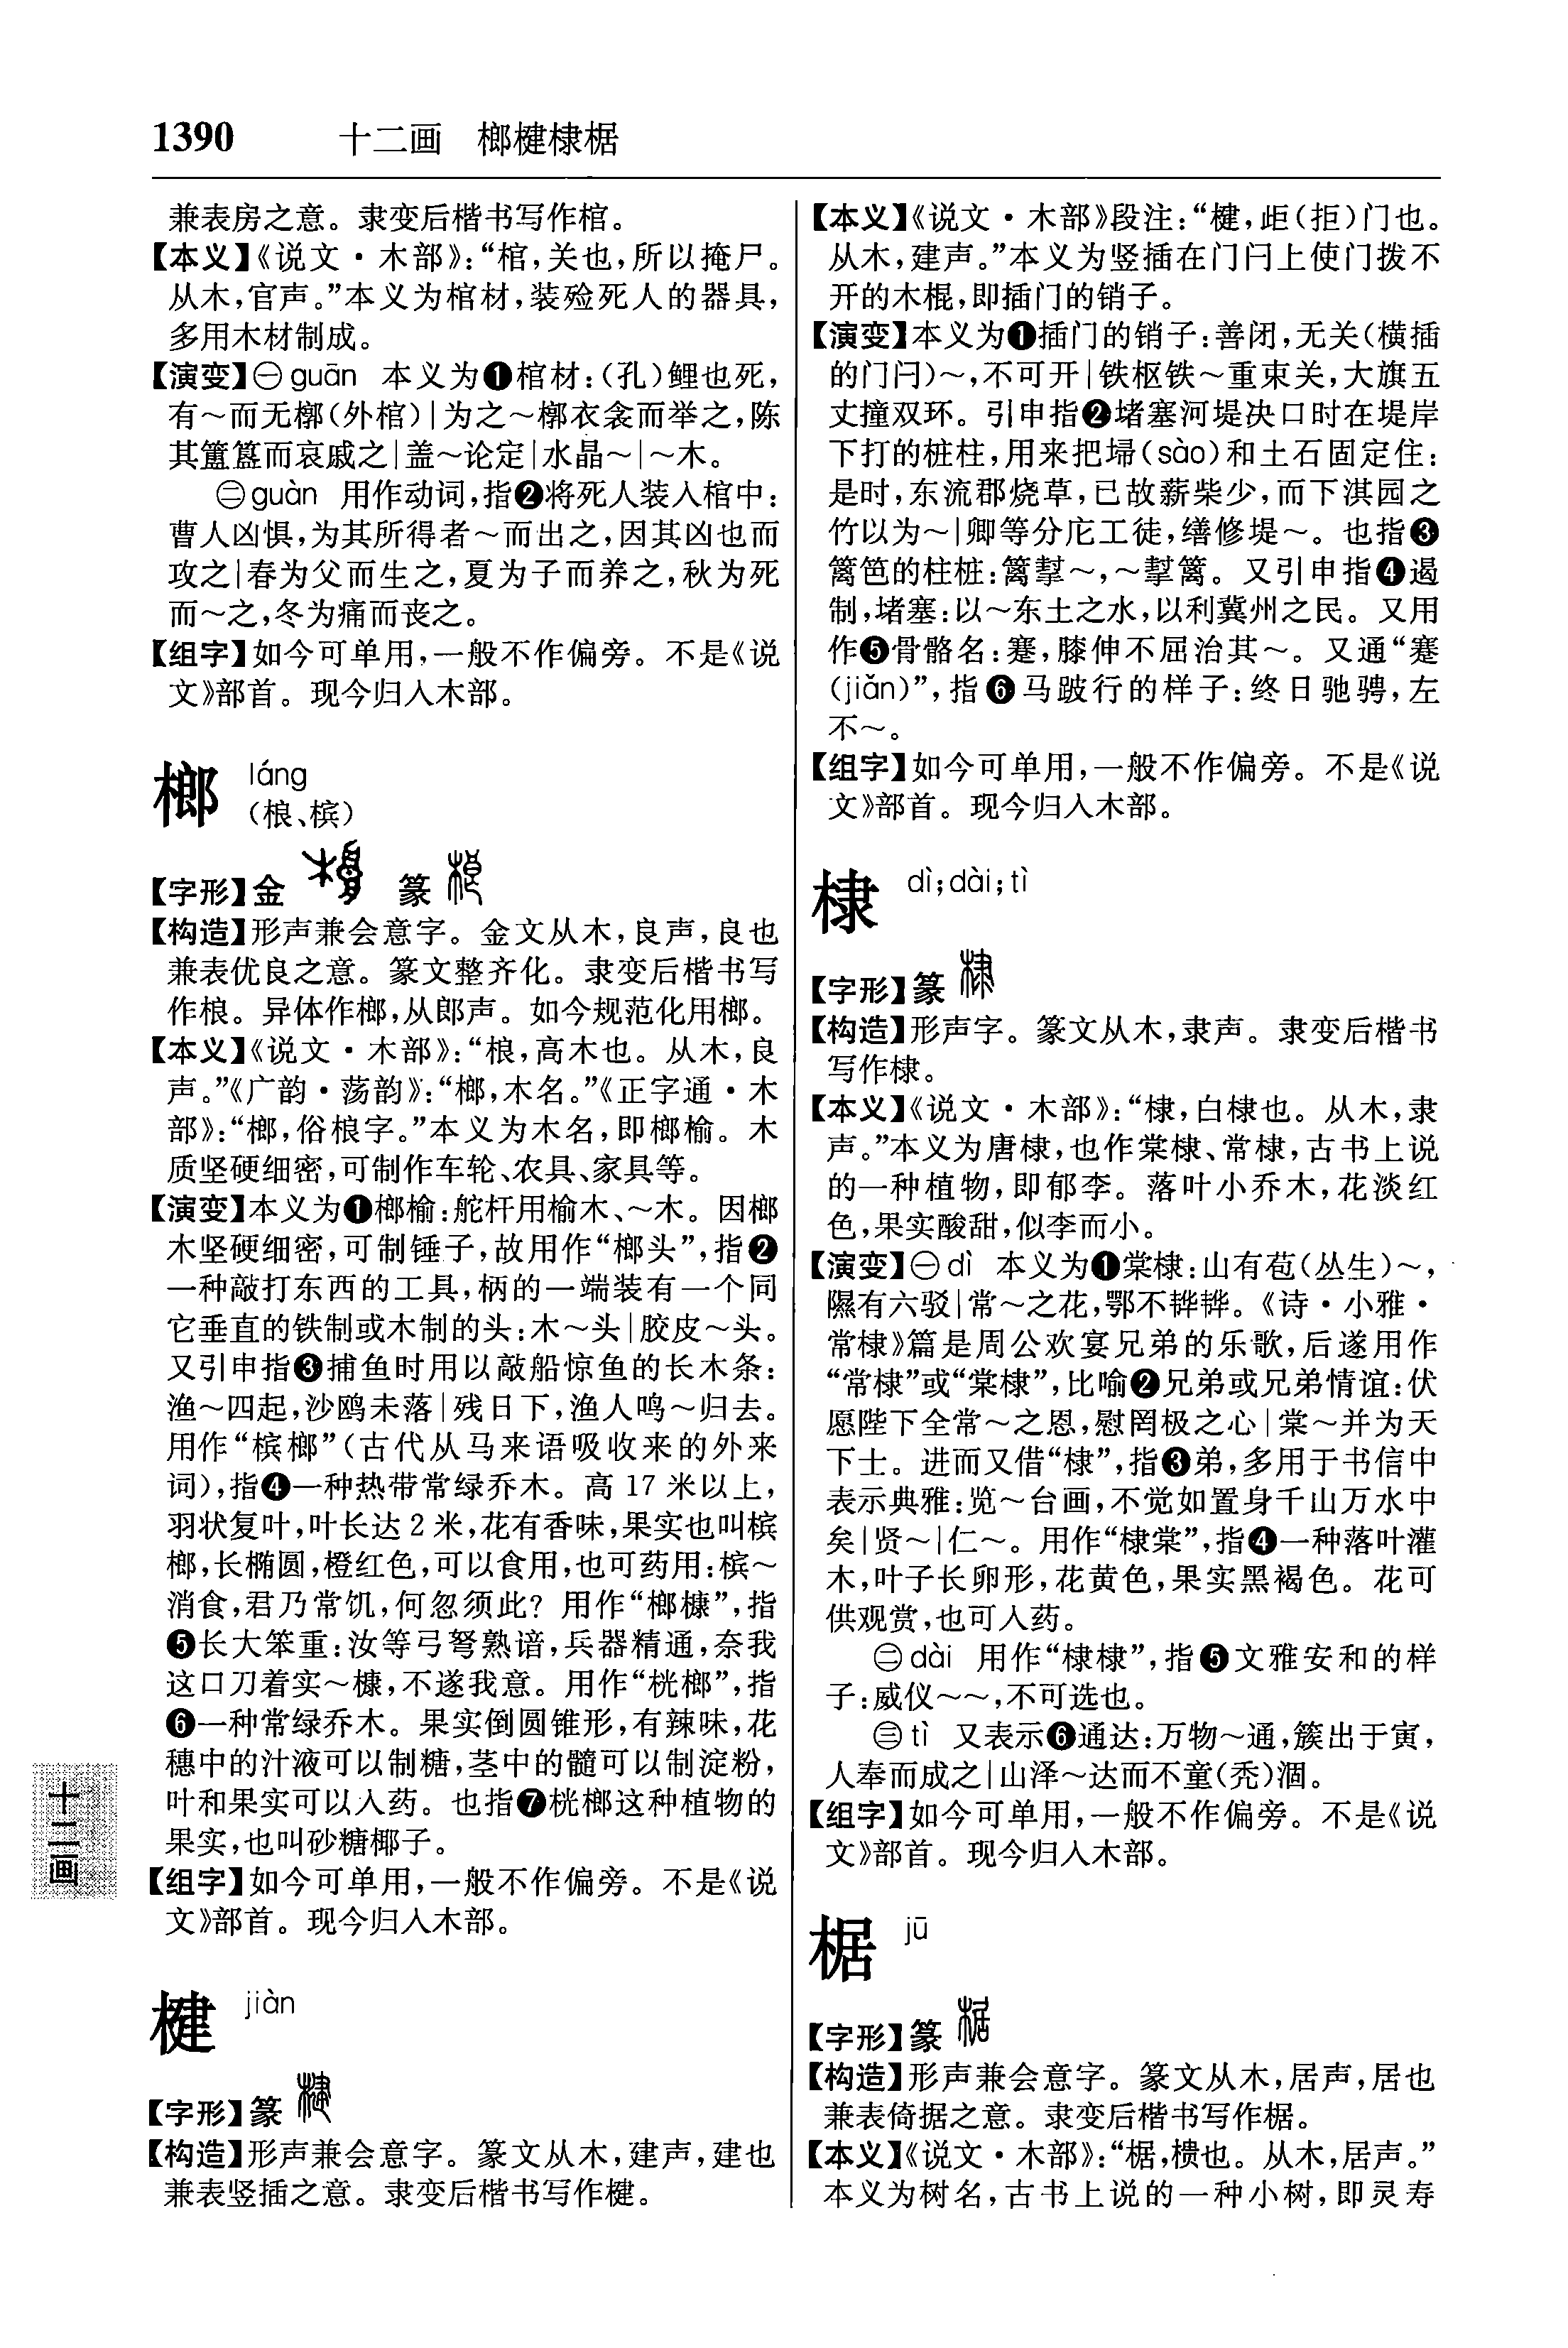 1390 十二画 榔楗棣椐
兼表房之意。隶变后楷书写作棺。
【本义】《说文·木部》:“棺,关也,所以掩尸。
从木,官声。”本义为棺材,装殓死人的器具,
多用木材制成。
【演变】㊀guān 本义为❶棺材:(孔)鲤也死,
有～而无椁(外棺)|为之～椁衣衾而举之,陈
其簠簋而哀戚之|盖～论定|水晶～|～木。
㊁guàn 用作动词,指❷将死人装入棺中:
曹人凶惧,为其所得者～而出之,因其凶也而
攻之|春为父而生之,夏为子而养之,秋为死
而～之,冬为痛而丧之。
【组字】如今可单用,一般不作偏旁。不是《说
文》部首。现今归入木部。
榔 láng
(桹、樃)
【字形】金 篆
【构造】形声兼会意字。金文从木,良声,良也
兼表优良之意。篆文整齐化。隶变后楷书写
作桹。异体作榔,从郎声。如今规范化用榔。
【本义】《说文·木部》:“桹,高木也。从木,良
声。”《广韵·荡韵》:“榔,木名。”《正字通·木
部》:“榔,俗桹字。”本义为木名,即榔榆。木
质坚硬细密,可制作车轮、农具、家具等。
【演变】本义为❶榔榆:舵杆用榆木、～木。因榔
木坚硬细密,可制锤子,故用作“榔头”,指❷
一种敲打东西的工具,柄的一端装有一个同
它垂直的铁制或木制的头:木～头|胶皮～头。
又引申指❸捕鱼时用以敲船惊鱼的长木条:
渔～四起,沙鸥未落|残日下,渔人鸣～归去。
用作“槟榔”(古代从马来语吸收来的外来
词),指❹一种热带常绿乔木。高 17 米以上,
羽状复叶,叶长达 2 米,花有香味,果实也叫槟
榔,长椭圆,橙红色,可以食用,也可药用:槟～
消食,君乃常饥,何忽须此? 用作“榔槺”,指
❺长大笨重:汝等弓弩熟谙,兵器精通,奈我
这口刀着实～槺,不遂我意。用作“桄榔”,指
❻一种常绿乔木。果实倒圆锥形,有辣味,花
穗中的汁液可以制糖,茎中的髓可以制淀粉,
叶和果实可以入药。也指❼桄榔这种植物的
果实,也叫砂糖椰子。
【组字】如今可单用,一般不作偏旁。不是《说
文》部首。现今归入木部。
楗 jiàn
【字形】篆
【构造】形声兼会意字。篆文从木,建声,建也
兼表竖插之意。隶变后楷书写作楗。
【本义】《说文·木部》段注:“楗,歫(拒)门也。
从木,建声。”本义为竖插在门闩上使门拨不
开的木棍,即插门的销子。
【演变】本义为❶插门的销子:善闭,无关(横插
的门闩)～,不可开|铁枢铁～重束关,大旗五
丈撞双环。引申指❷堵塞河堤决口时在堤岸
下打的桩柱,用来把埽(sào)和土石固定住:
是时,东流郡烧草,已故薪柴少,而下淇园之
竹以为～|卿等分庀工徒,缮修堤～。也指❸
篱笆的柱桩:篱揅～,～揅篱。又引申指❹遏
制,堵塞:以～东土之水,以利冀州之民。又用
作❺骨骼名:蹇,膝伸不屈治其～。又通“蹇
(jiǎn)”,指❻马跛行的样子:终日驰骋,左
不～。
【组字】如今可单用,一般不作偏旁。不是《说
文》部首。现今归入木部。
棣 dì;dài;tì
【字形】篆
【构造】形声字。篆文从木,隶声。隶变后楷书
写作棣。
【本义】《说文·木部》:“棣,白棣也。从木,隶
声。”本义为唐棣,也作棠棣、常棣,古书上说
的一种植物,即郁李。落叶小乔木,花淡红
色,果实酸甜,似李而小。
【演变】㊀dì 本义为❶棠棣:山有苞(丛生)～,
隰有六驳|常～之花,鄂不韡韡。《诗·小雅·
常棣》篇是周公欢宴兄弟的乐歌,后遂用作
“常棣”或“棠棣”,比喻❷兄弟或兄弟情谊:伏
愿陛下全常～之恩,慰罔极之心|棠～并为天
下士。进而又借“棣”,指❸弟,多用于书信中
表示典雅:览～台画,不觉如置身千山万水中
矣|贤～|仁～。用作“棣棠”,指❹一种落叶灌
木,叶子长卵形,花黄色,果实黑褐色。花可
供观赏,也可入药。
㊁dài 用作“棣棣”,指❺文雅安和的样
子:威仪～～,不可选也。
㊂tì 又表示❻通达:万物～通,簇出于寅,
人奉而成之|山泽～达而不童(秃)涸。
【组字】如今可单用,一般不作偏旁。不是《说
文》部首。现今归入木部。
椐 jū
【字形】篆
【构造】形声兼会意字。篆文从木,居声,居也
兼表倚据之意。隶变后楷书写作椐。
【本义】《说文·木部》:“椐,樻也。从木,居声。”
本义为树名,古书上说的一种小树,即灵寿
十二画